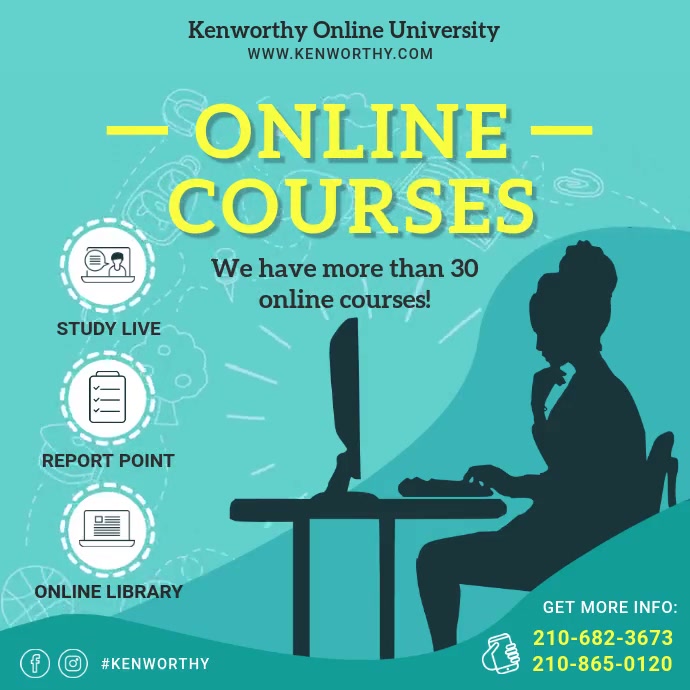 Kenworthy Online University
WWW.KENWORTHY.COM
ONLINE
COURSES
We have more than 30
online courses!
STUDY LIVE
REPORT POINT
ONLINE LIBRARY
GET MORE INFO:
210-682-3673
210-865-0120
#KENWORTHY